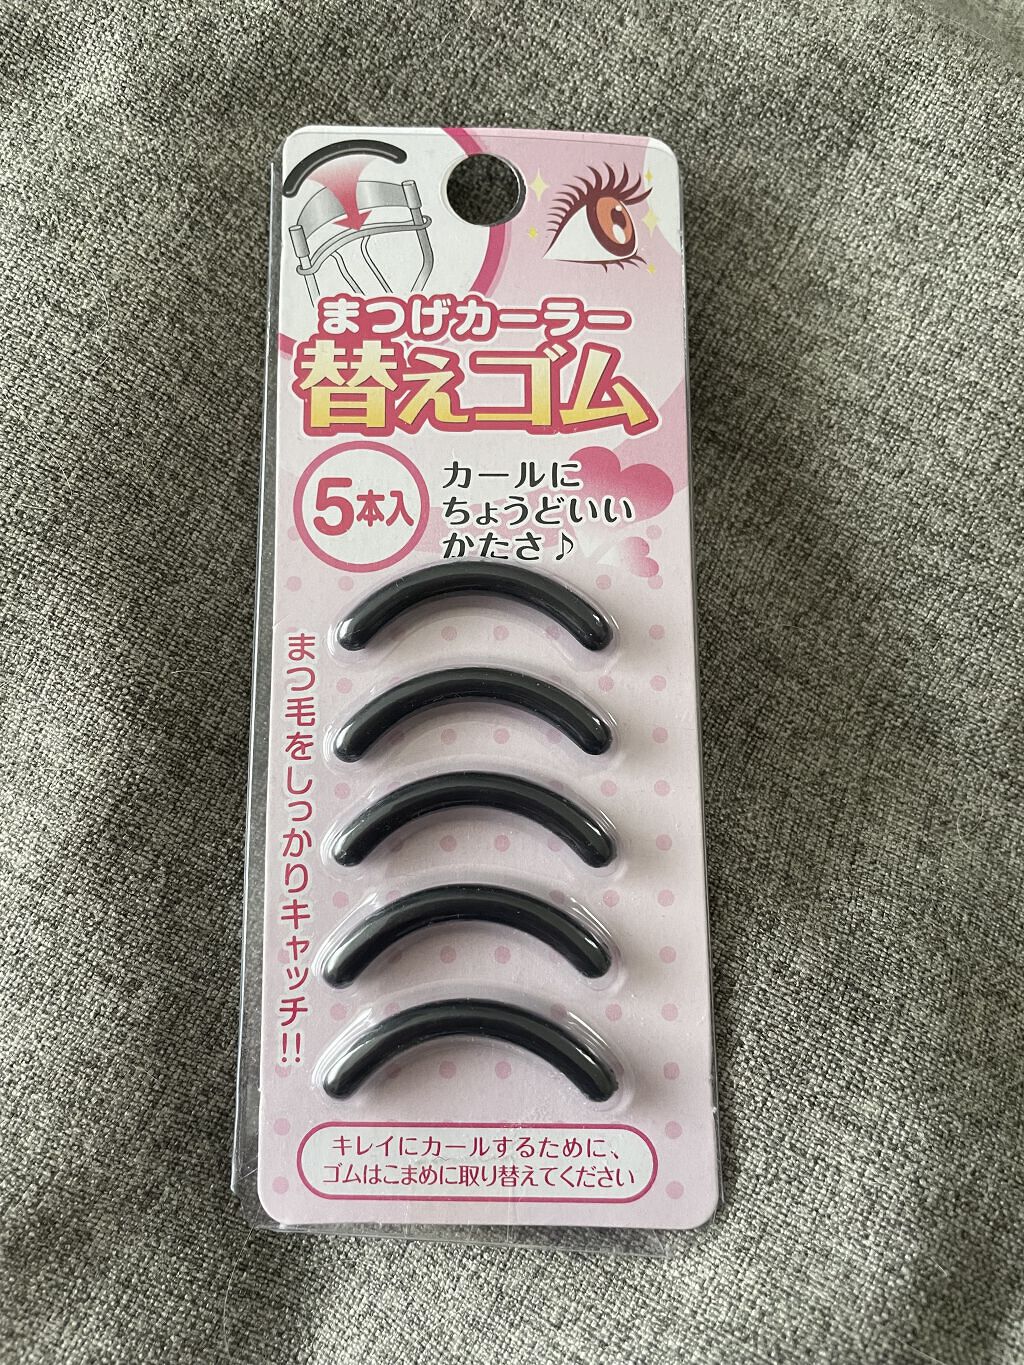 まつげカーラー
替えゴム
5本入
カールに
ちょうどいい
かたさ♪
まつ毛をしっかりキャッチ!!
キレイにカールするために、
ゴムはこまめに取り替えてください